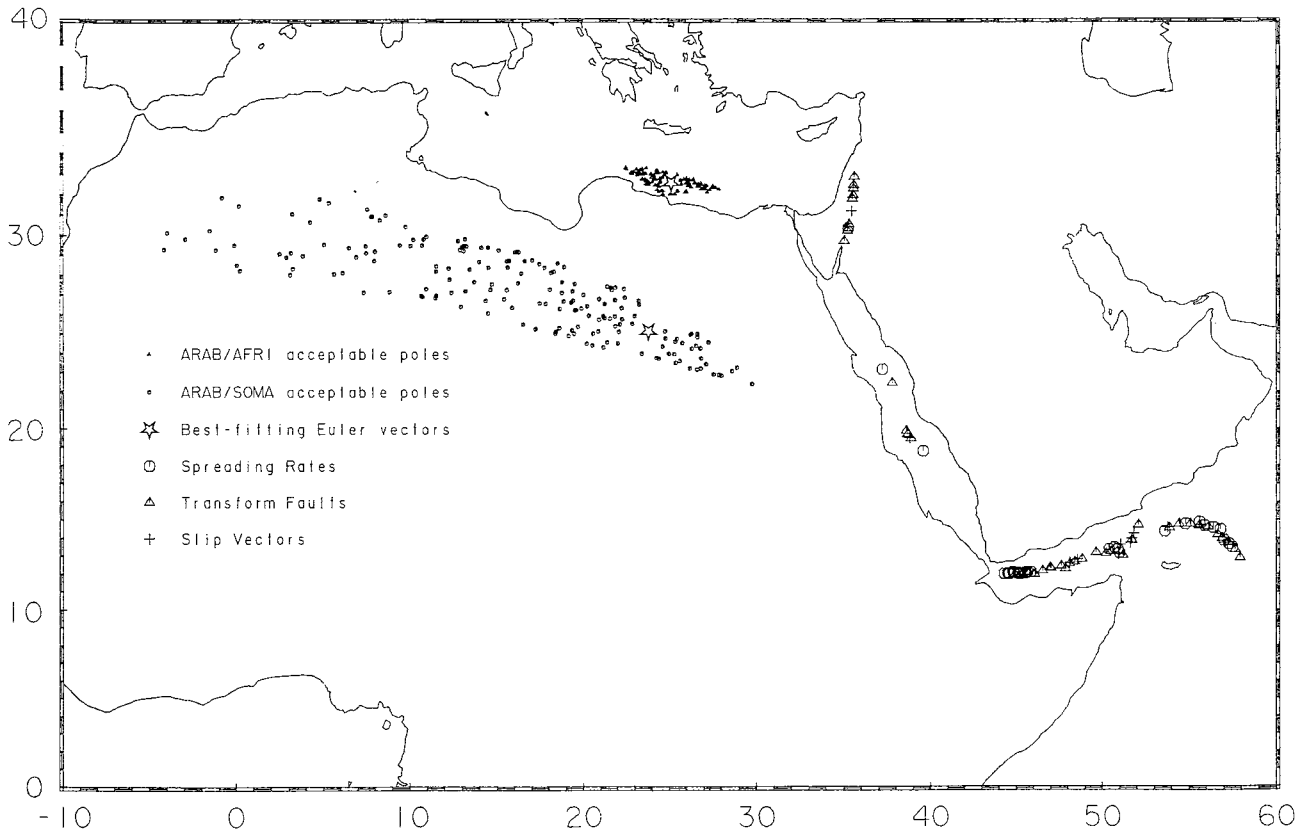 40
30
20
10
0
ARAB/AFRI acceptable poles
ARAB/SOMA acceptable poles
Best-fitting Euler vectors
Spreading Rates
Transform Faults
Slip Vectors
-10 0 10 20 30 40 50 60